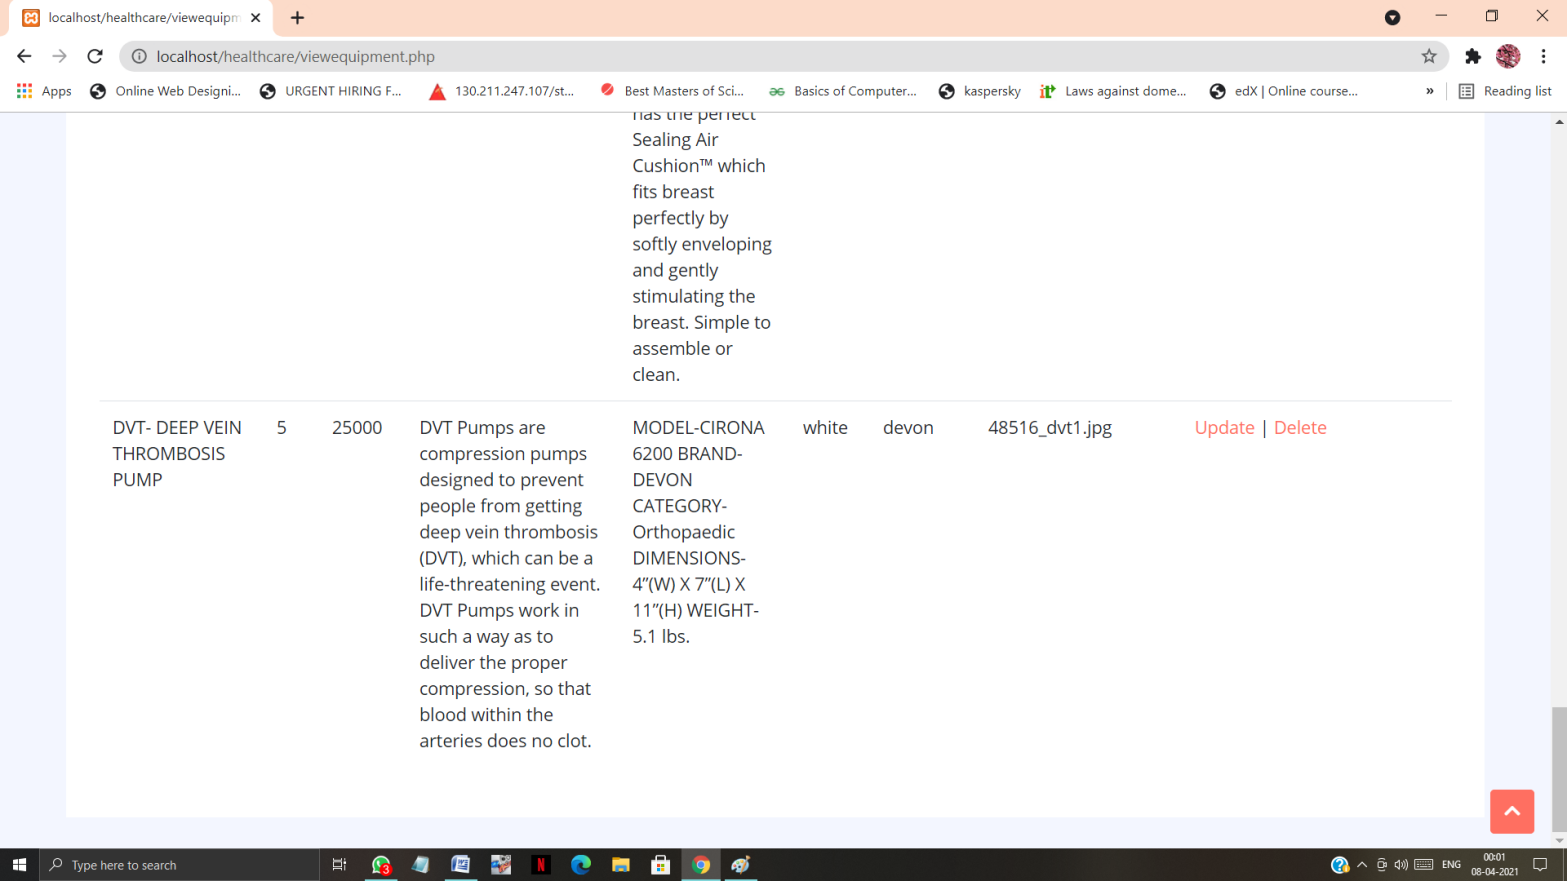 localhost/healthcare/viewequipm
localhost/healthcare/viewequipment.php
Apps Online Web Designi... URGENT HIRING F... 130.211.247.107/st... Best Masters of Sci... Basics of Computer... kaspersky Laws against dome... edX | Online course... » Reading list
has the perfect
Sealing Air
Cushion™ which
fits breast
perfectly by
softly enveloping
and gently
stimulating the
breast. Simple to
assemble or
clean.
DVT- DEEP VEIN
THROMBOSIS
PUMP
5
25000
DVT Pumps are
compression pumps
designed to prevent
people from getting
deep vein thrombosis
(DVT), which can be a
life-threatening event.
DVT Pumps work in
such a way as to
deliver the proper
compression, so that
blood within the
arteries does no clot.
MODEL-CIRONA
6200 BRAND-
DEVON
CATEGORY-
Orthopaedic
DIMENSIONS-
4”(W) X 7”(L) X
11”(H) WEIGHT-
5.1 lbs.
white
devon
48516_dvt1.jpg
Update | Delete
Type here to search
3
ENG
00:01
08-04-2021